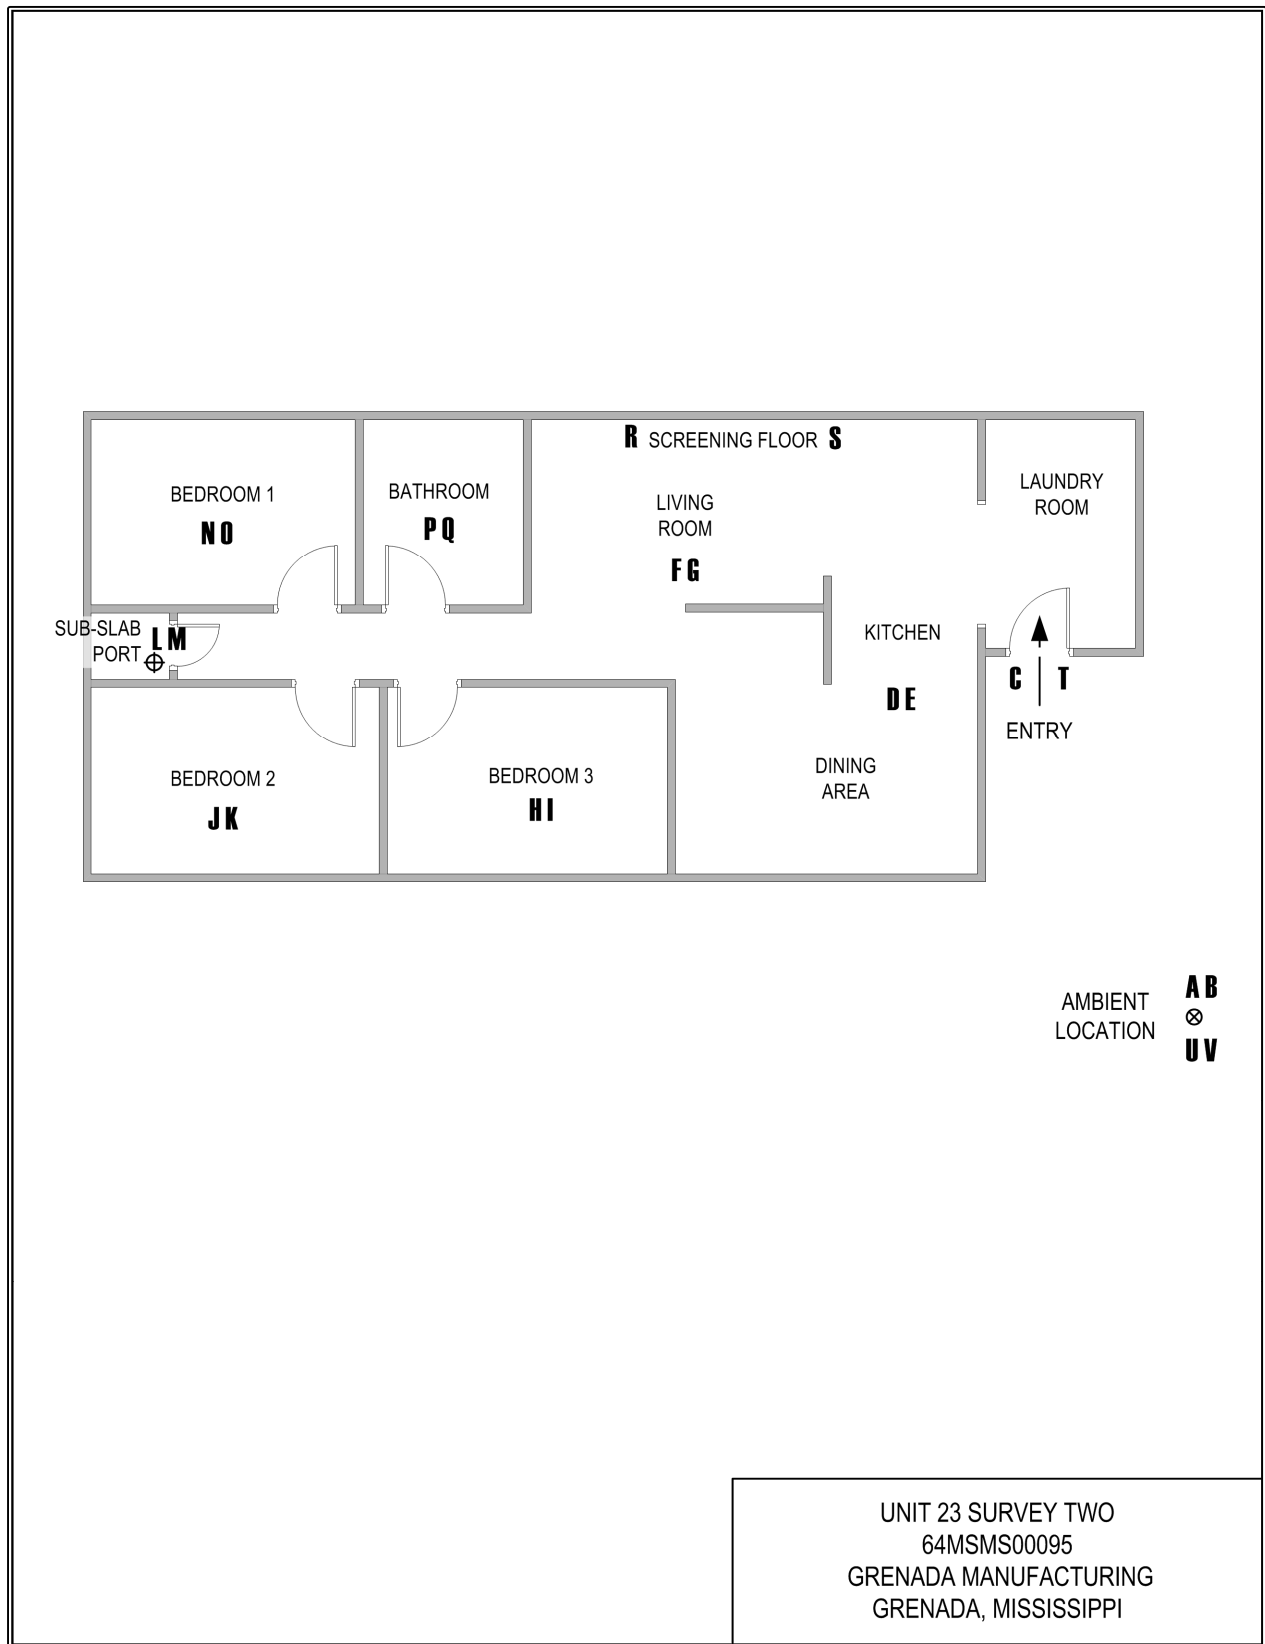 R SCREENING FLOOR S
BEDROOM 1
N O
BATHROOM
P Q
LIVING
ROOM
F G
LAUNDRY
ROOM
SUB-SLAB
PORT
L M
KITCHEN
D E
C T
ENTRY
DINING
AREA
BEDROOM 2
J K
BEDROOM 3
H I
AMBIENT
LOCATION
A B
U V
UNIT 23 SURVEY TWO
64MSMS00095
GRENADA MANUFACTURING
GRENADA, MISSISSIPPI